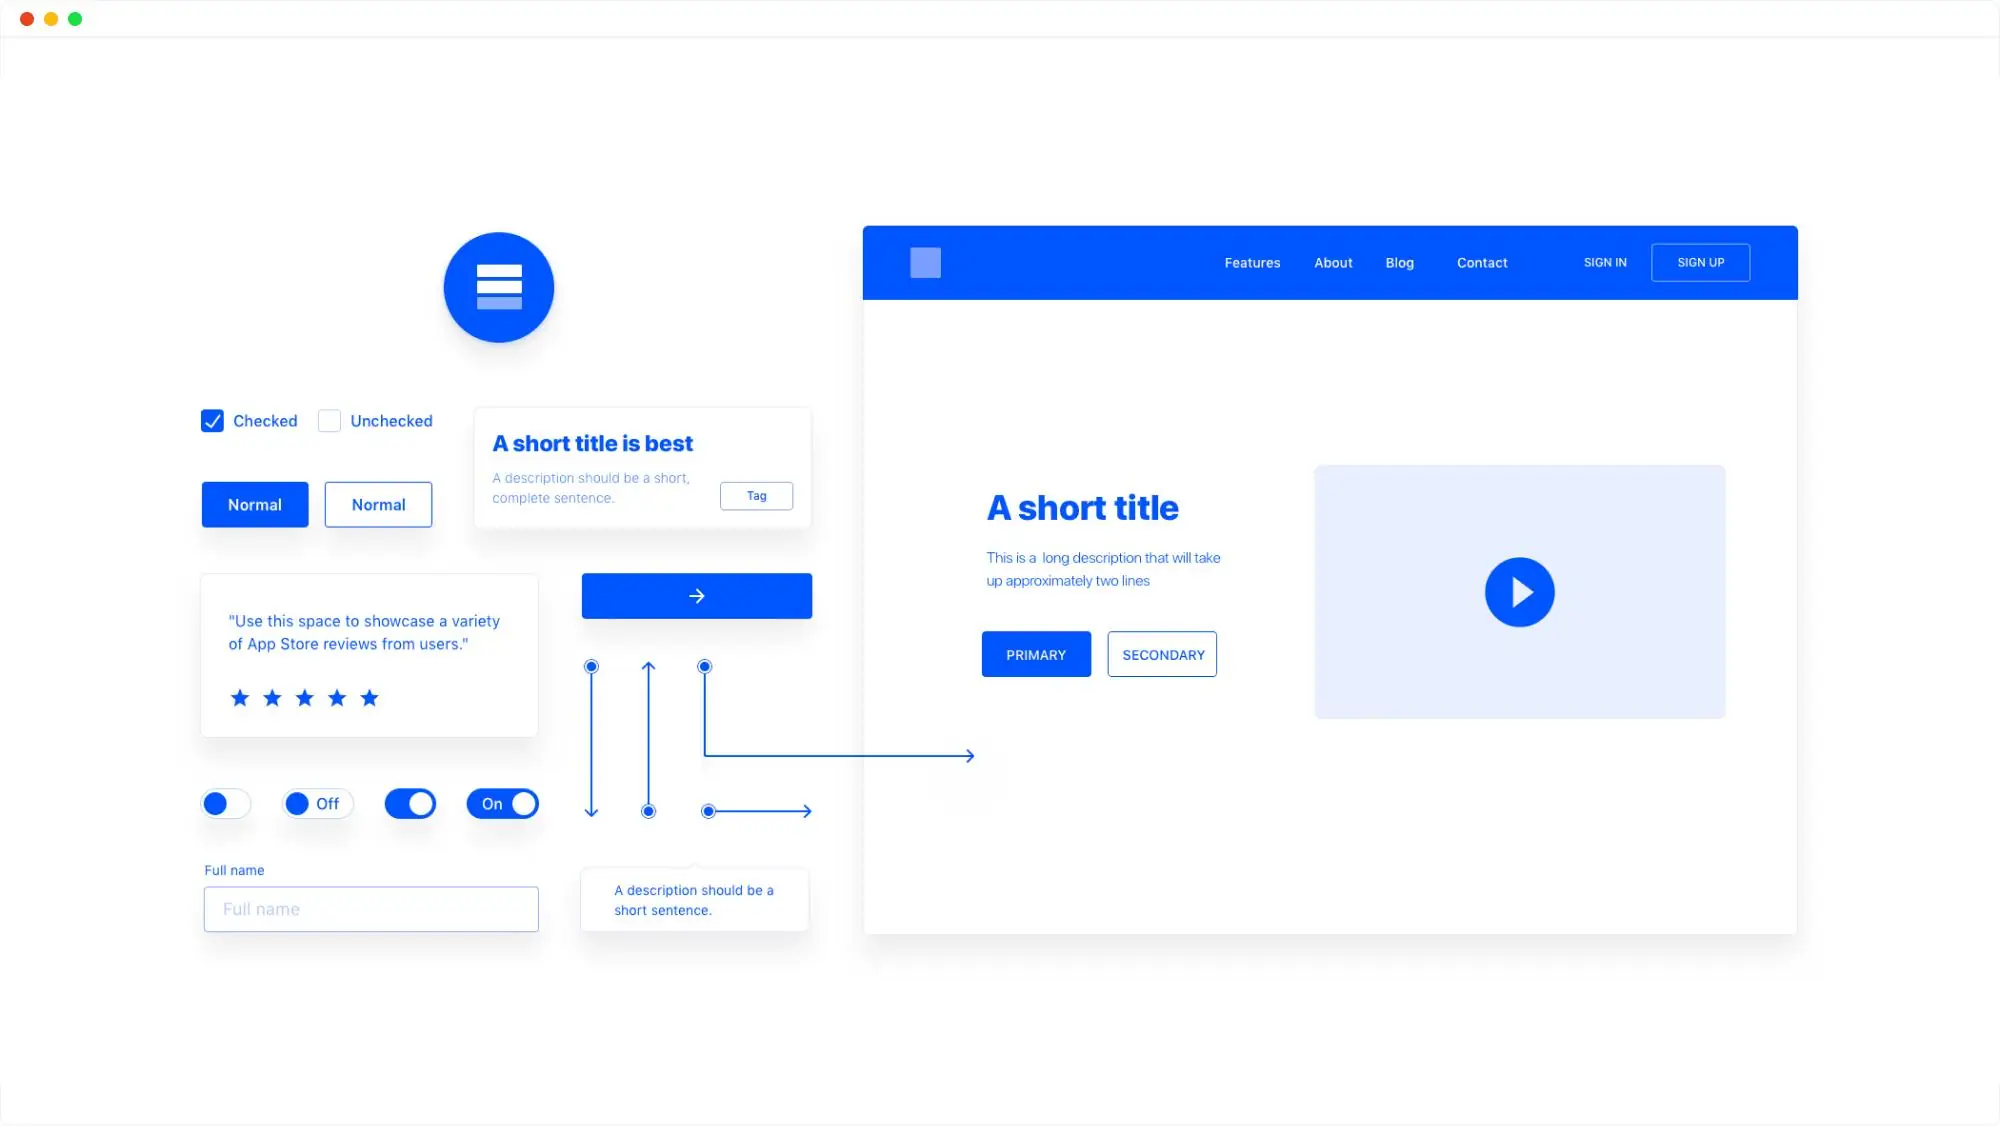 Checked
Unchecked
Normal
Normal
A short title is best
A description should be a short,
complete sentence.
Tag
"Use this space to showcase a variety
of App Store reviews from users."
Off
On
Full name
Full name
A description should be a
short sentence.
Features
About
Blog
Contact
SIGN IN
SIGN UP
A short title
This is a long description that will take
up approximately two lines
PRIMARY
SECONDARY